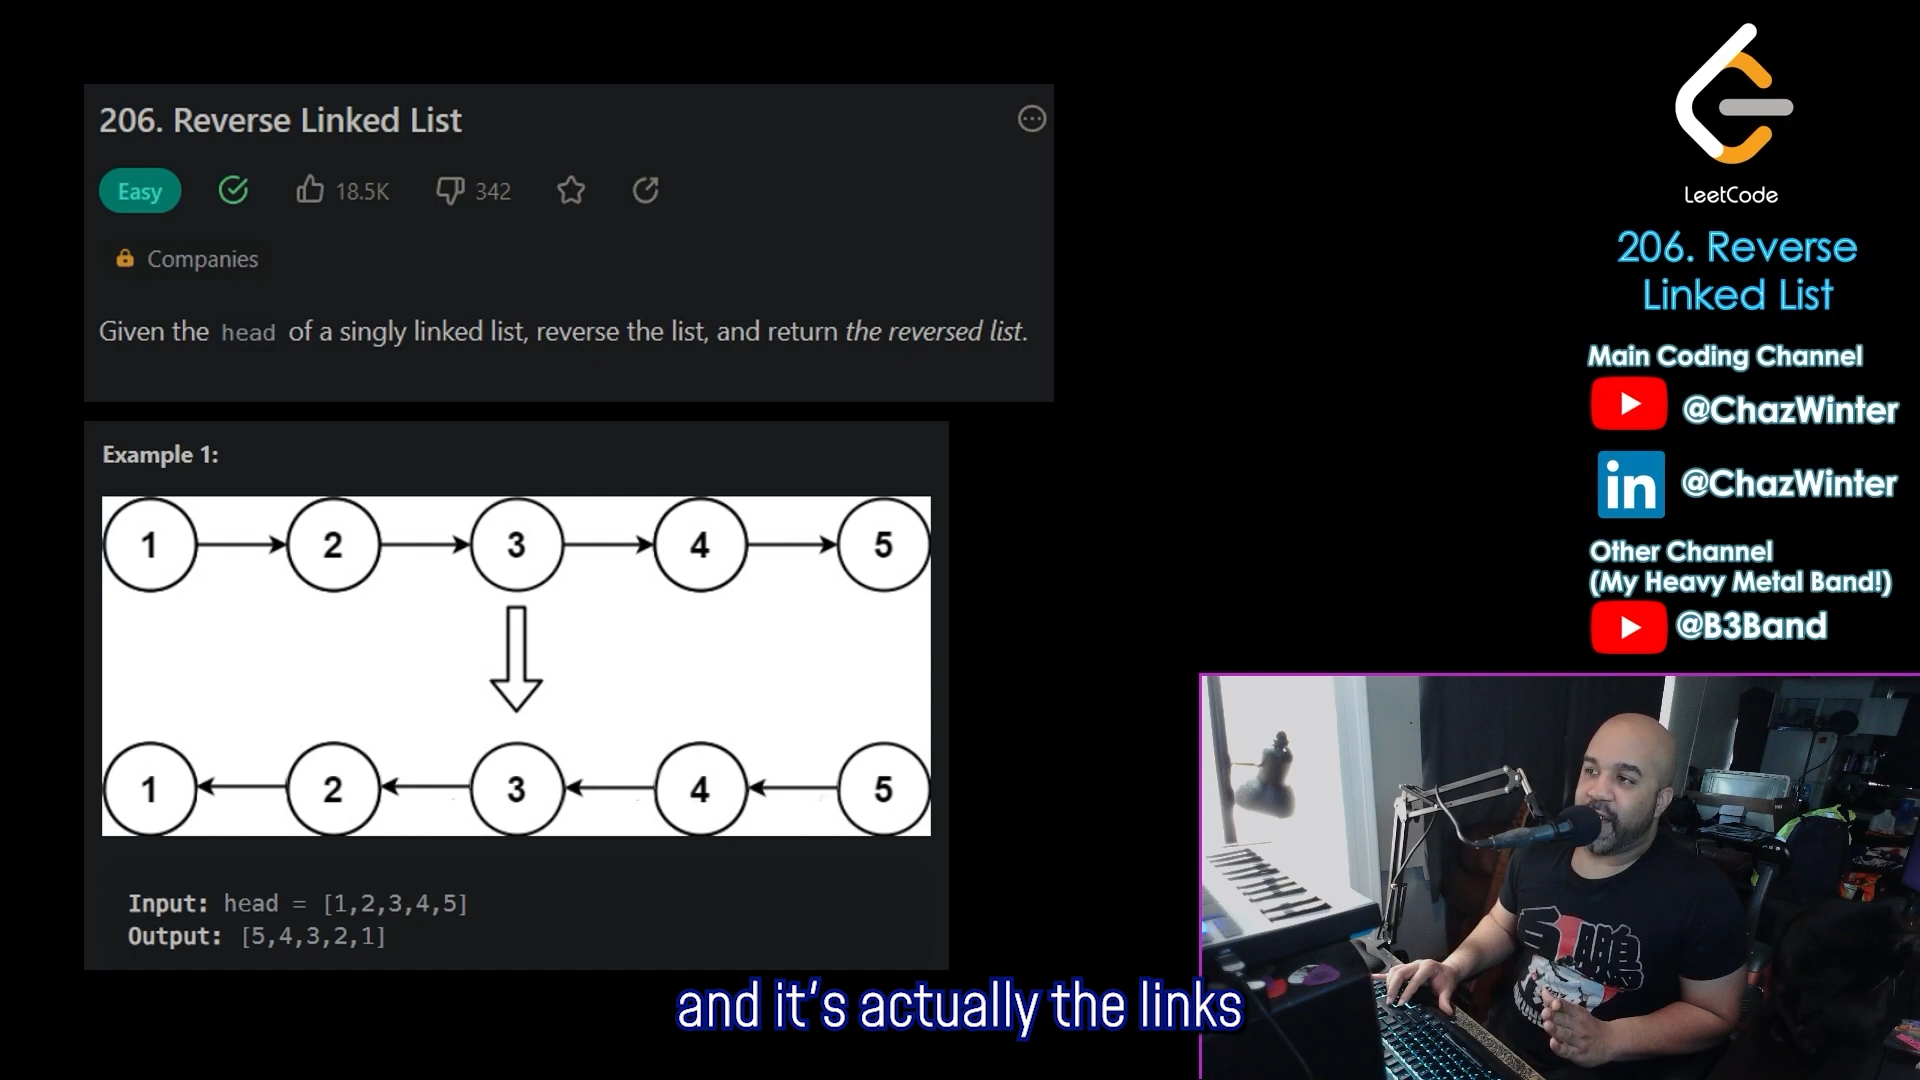 206. Reverse Linked List
Easy
18.5K
342
Companies
Given the head of a singly linked list, reverse the list, and return the reversed list.
Example 1:
1 2 3 4 5
1 2 3 4 5
Input: head = [1,2,3,4,5]
Output: [5,4,3,2,1]
LeetCode
206. Reverse
Linked List
Main Coding Channel
@ChazWinter
in @ChazWinter
Other Channel
(My Heavy Metal Band!)
@B3Band
and it's actually the links